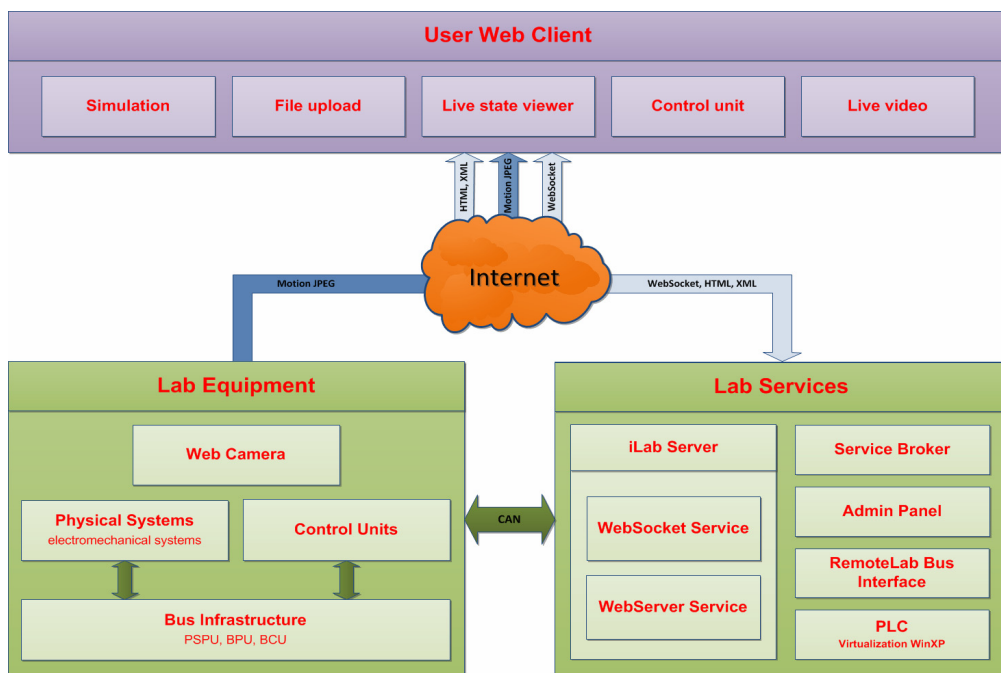 User Web Client
Simulation
File upload
Live state viewer
Control unit
Live video
HTML, XML
Motion JPEG
WebSocket
Internet
Motion JPEG
WebSocket, HTML, XML
Lab Equipment
Web Camera
Physical Systems
electromechanical systems
Control Units
Bus Infrastructure
PSPU, BPU, BCU
CAN
Lab Services
iLab Server
WebSocket Service
WebServer Service
Service Broker
Admin Panel
RemoteLab Bus
Interface
PLC
Virtualization WinXP